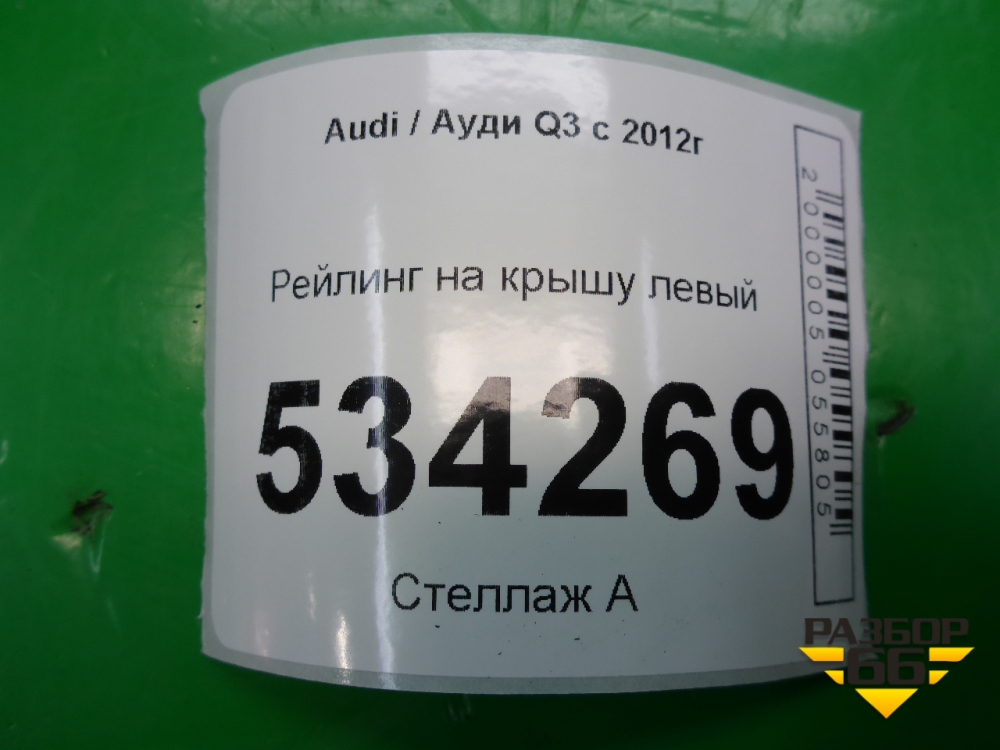 Audi / Ауди Q3 с 2012г
Рейлинг на крышу левый
534269
Стеллаж А
2000005055805
РАЗБОР
66